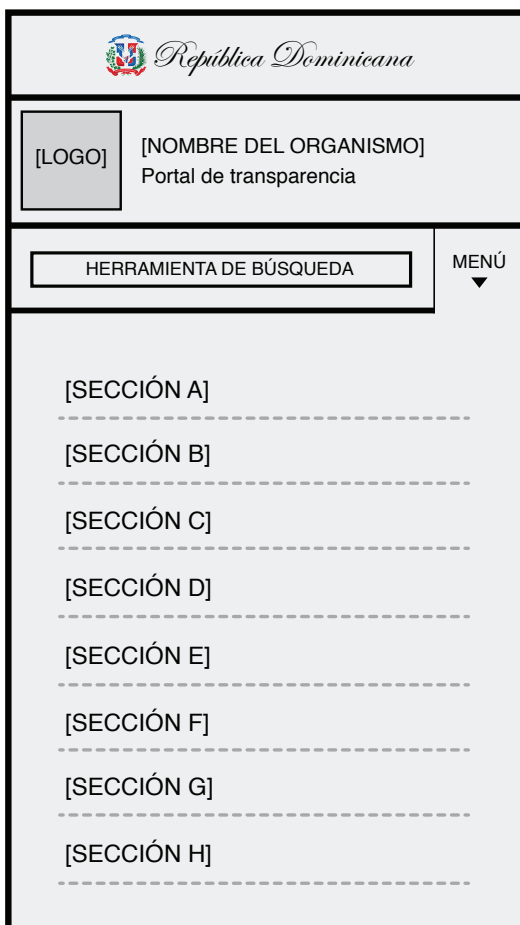 República Dominicana
[LOGO]
[NOMBRE DEL ORGANISMO]
Portal de transparencia
HERRAMIENTA DE BÚSQUEDA
MENÚ
[SECCIÓN A]
[SECCIÓN B]
[SECCIÓN C]
[SECCIÓN D]
[SECCIÓN E]
[SECCIÓN F]
[SECCIÓN G]
[SECCIÓN H]